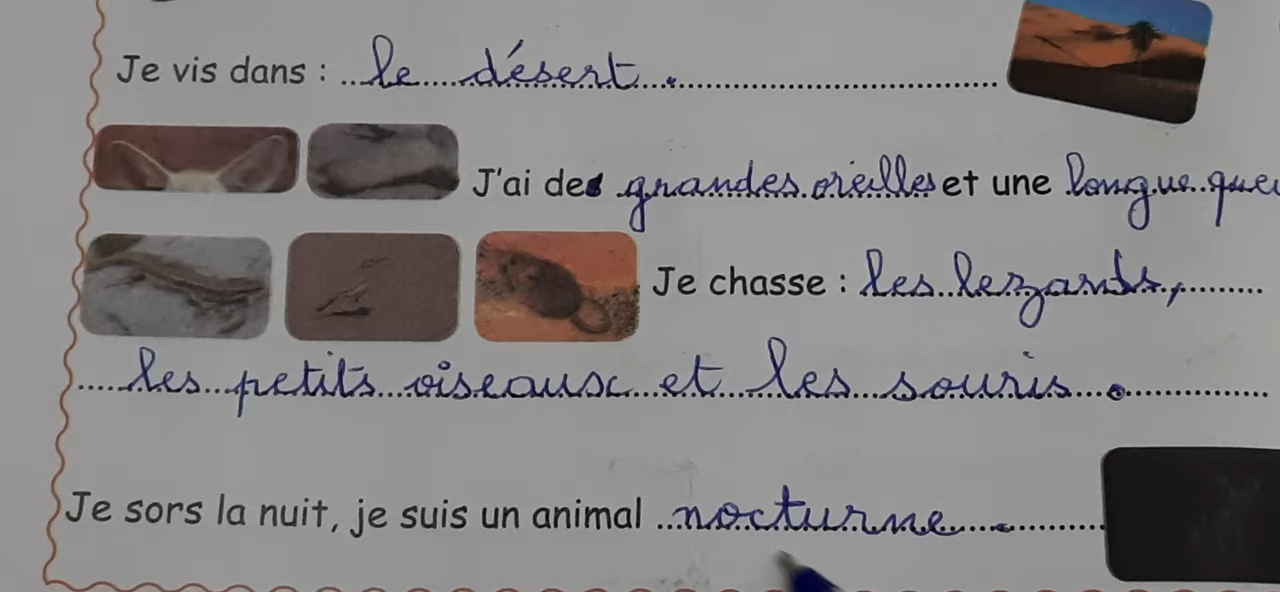 Je vis dans : le désert.
J'ai des grandes oreilles et une longue queu
Je chasse : les lezards,
les petits oiseaux et les souris.
Je sors la nuit, je suis un animal nocturne.